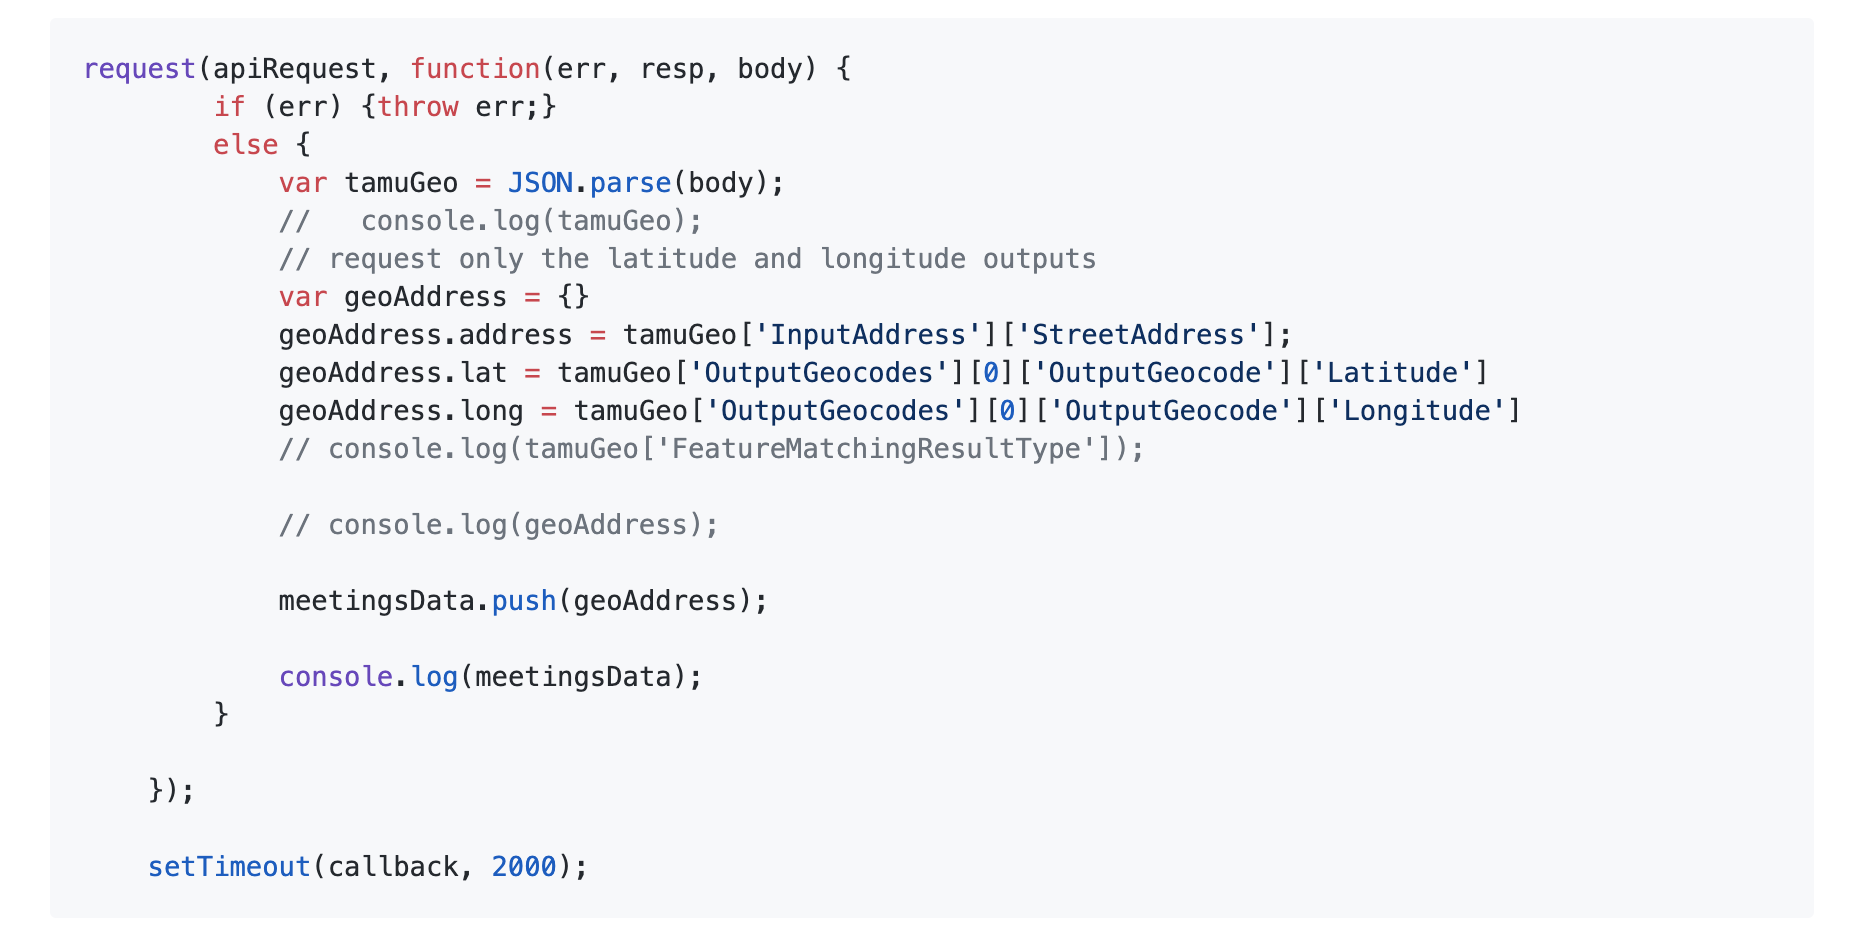 request(apiRequest, function(err, resp, body) {
        if (err) {throw err;}
        else {
            var tamuGeo = JSON.parse(body);
            //   console.log(tamuGeo);
            // request only the latitude and longitude outputs
            var geoAddress = {}
            geoAddress.address = tamuGeo['InputAddress']['StreetAddress'];
            geoAddress.lat = tamuGeo['OutputGeocodes'][0]['OutputGeocode']['Latitude']
            geoAddress.long = tamuGeo['OutputGeocodes'][0]['OutputGeocode']['Longitude']
            // console.log(tamuGeo['FeatureMatchingResultType']);

            // console.log(geoAddress);

            meetingsData.push(geoAddress);

            console.log(meetingsData);
        }

    });

    setTimeout(callback, 2000);